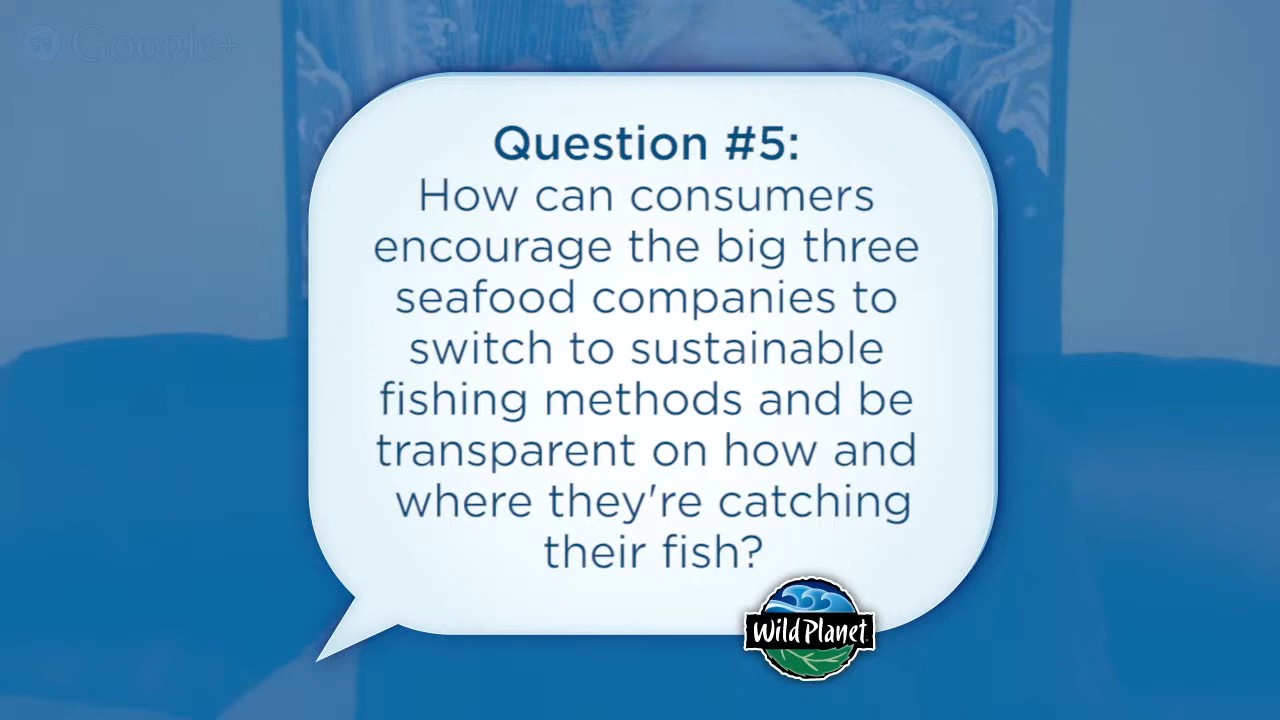 Google+
Question #5:
How can consumers
encourage the big three
seafood companies to
switch to sustainable
fishing methods and be
transparent on how and
where they're catching
their fish?
Wild Planet